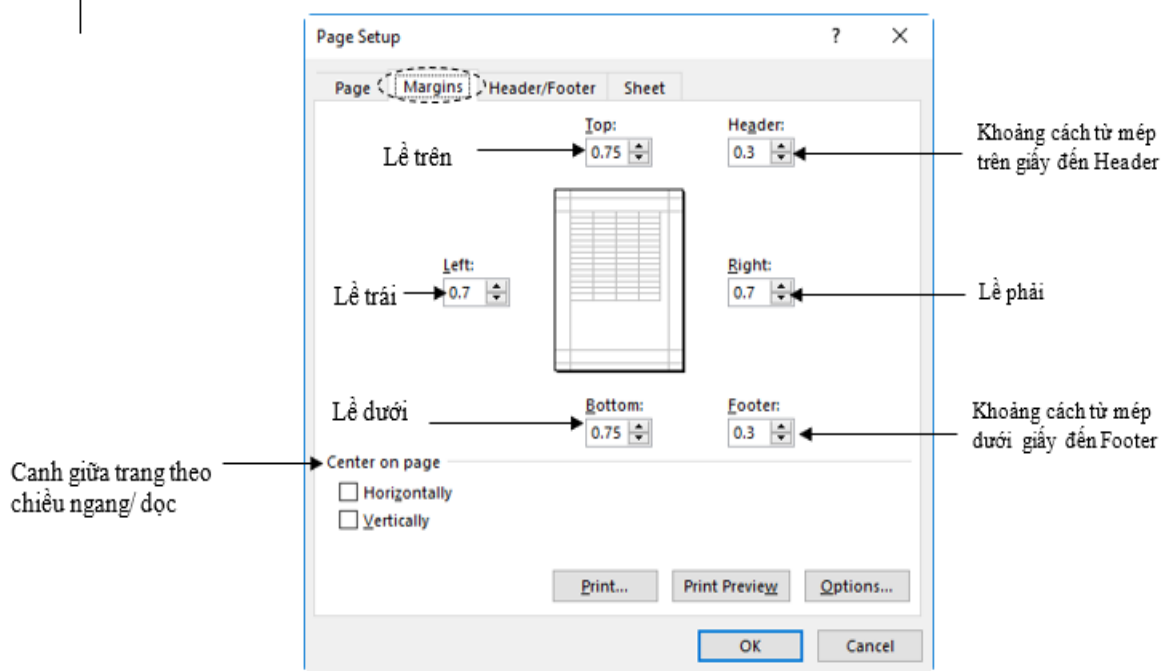 Page Setup ? ×
Page Margins Header/Footer Sheet
Top: Header:
Lề trên 0.75 0.3 Khoảng cách từ mép
trên giấy đến Header
Left: Right:
Lề trái 0.7 0.7 Lề phải
Lề dưới Bottom: Footer: Khoảng cách từ mép
0.75 0.3 dưới giấy đến Footer
Center on page
Canh giữa trang theo
chiều ngang/ dọc
Horizontally
Vertically
Print... Print Preview Options...
OK Cancel